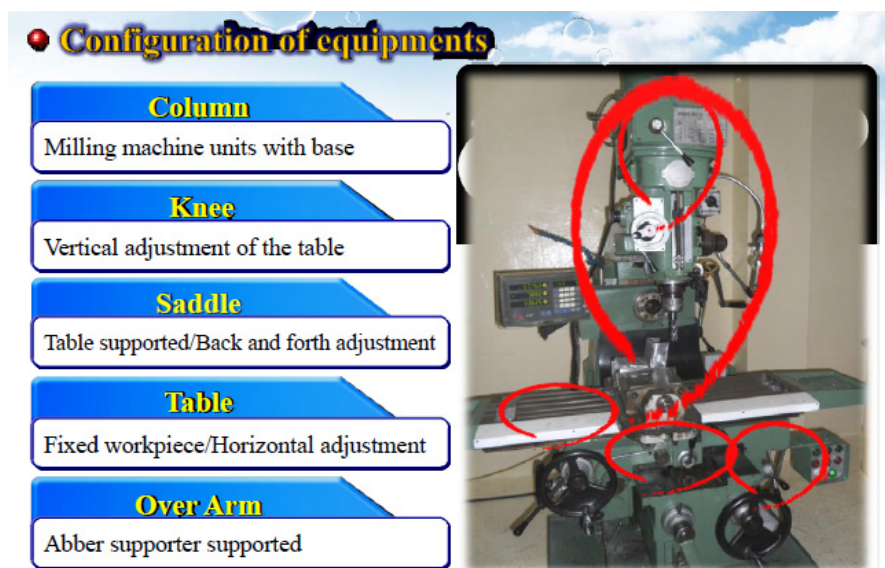 Configuration of equipments
Column
Milling machine units with base
Knee
Vertical adjustment of the table
Saddle
Table supported/Back and forth adjustment
Table
Fixed workpiece/Horizontal adjustment
Over Arm
Abber supporter supported